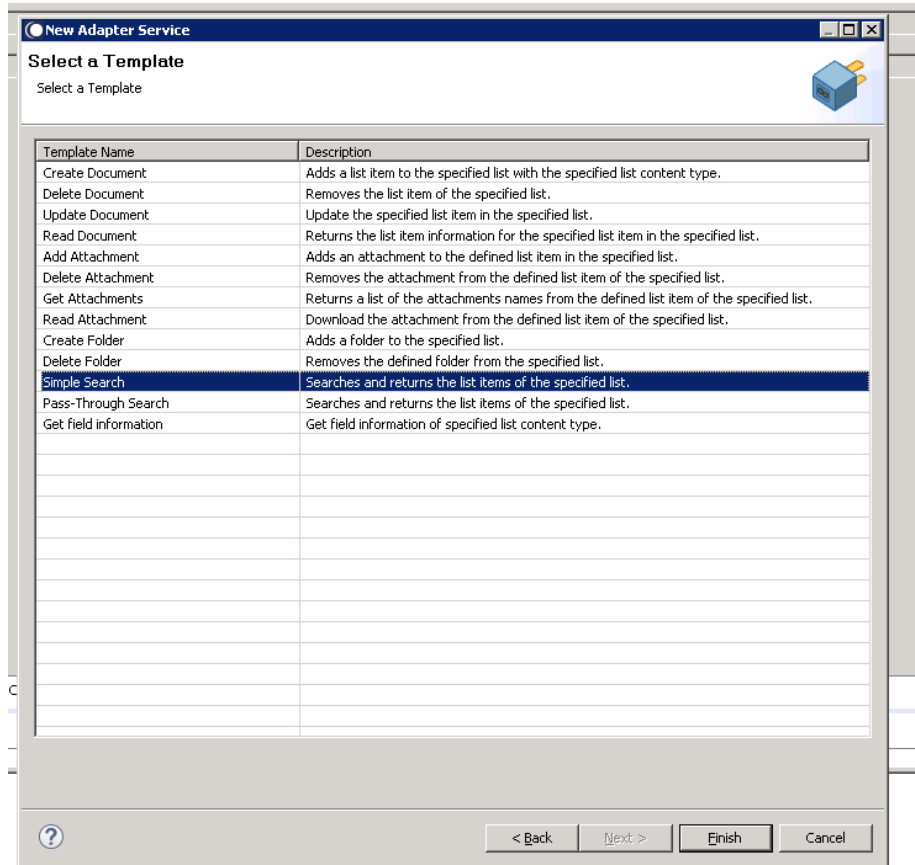 New Adapter Service
Select a Template
Select a Template
Template Name Description
Create Document Adds a list item to the specified list with the specified list content type.
Delete Document Removes the list item of the specified list.
Update Document Update the specified list item in the specified list.
Read Document Returns the list item information for the specified list item in the specified list.
Add Attachment Adds an attachment to the defined list item in the specified list.
Delete Attachment Removes the attachment from the defined list item of the specified list.
Get Attachments Returns a list of the attachments names from the defined list item of the specified list.
Read Attachment Download the attachment from the defined list item of the specified list.
Create Folder Adds a folder to the specified list.
Delete Folder Removes the defined folder from the specified list.
Simple Search Searches and returns the list items of the specified list.
Pass-Through Search Searches and returns the list items of the specified list.
Get field information Get field information of specified list content type.
? < Back Next > Finish Cancel